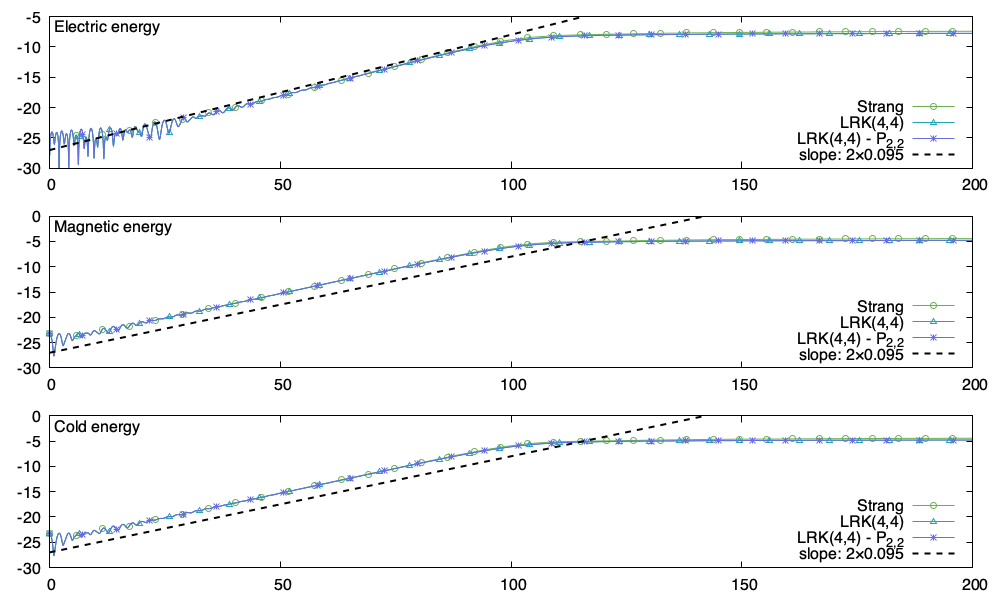 -5
Electric energy
-10
-15
-20
Strang
LRK(4,4)
-25
LRK(4,4) - P2,2
slope: 2×0.095
-30
0 50 100 150 200
0
Magnetic energy
-5
-10
-15
-20
Strang
LRK(4,4)
-25
LRK(4,4) - P2,2
slope: 2×0.095
-30
0 50 100 150 200
0
Cold energy
-5
-10
-15
-20
Strang
LRK(4,4)
-25
LRK(4,4) - P2,2
slope: 2×0.095
-30
0 50 100 150 200